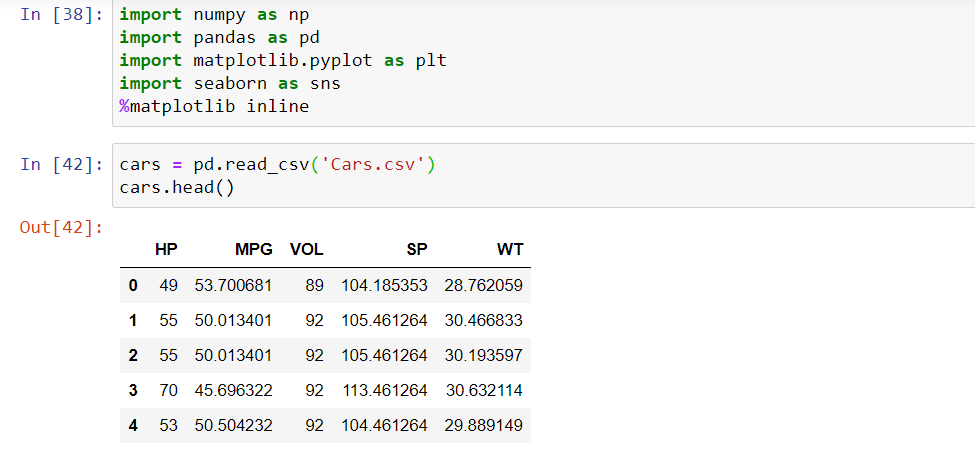 In [38]: import numpy as np
import pandas as pd
import matplotlib.pyplot as plt
import seaborn as sns
%matplotlib inline
In [42]: cars = pd.read_csv('Cars.csv')
cars.head()
Out[42]:
HP MPG VOL SP WT
0 49 53.700681 89 104.185353 28.762059
1 55 50.013401 92 105.461264 30.466833
2 55 50.013401 92 105.461264 30.193597
3 70 45.696322 92 113.461264 30.632114
4 53 50.504232 92 104.461264 29.889149